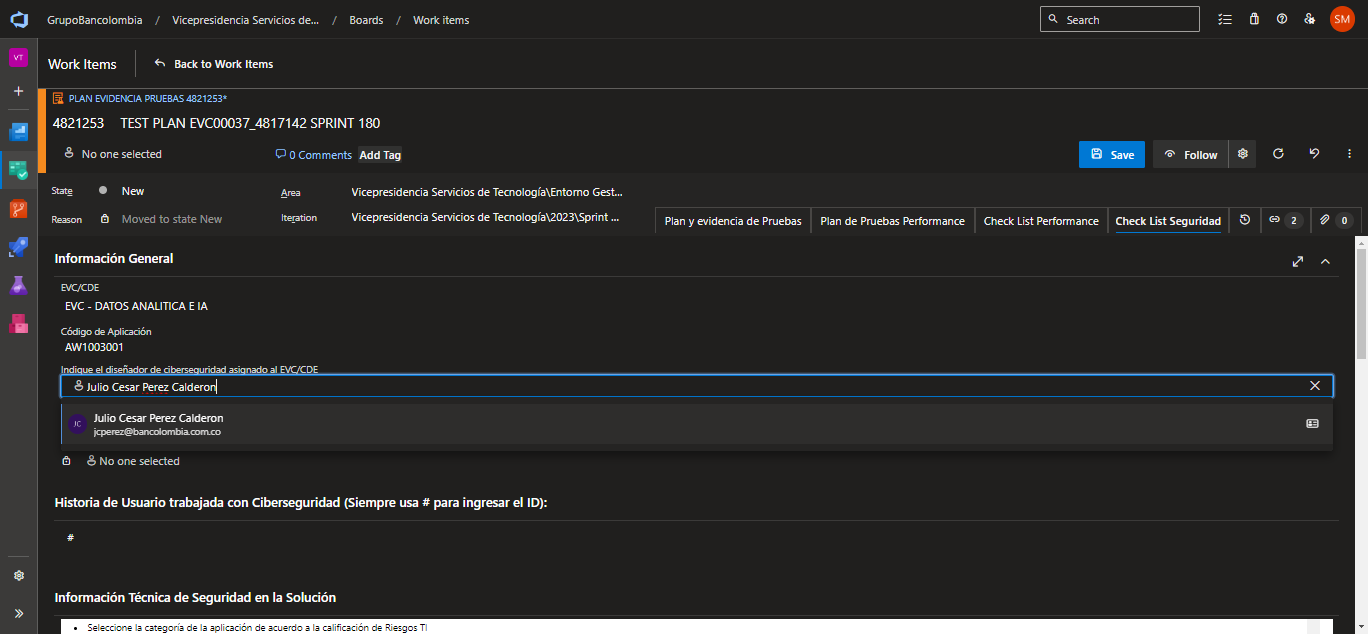 GrupoBancolombia / Vicepresidencia Servicios de... / Boards / Work items
Search
SM
VT
Work Items
Back to Work Items
PLAN EVIDENCIA PRUEBAS 4821253*
4821253 TEST PLAN EVC00037_4817142 SPRINT 180
No one selected
0 Comments
Add Tag
Save
Follow
State
New
Area
Vicepresidencia Servicios de Tecnología\Entorno Gest...
Reason
Moved to state New
Iteration
Vicepresidencia Servicios de Tecnología\2023\Sprint ...
Plan y evidencia de Pruebas
Plan de Pruebas Performance
Check List Performance
Check List Seguridad
2
0
Información General
EVC/CDE
EVC - DATOS ANALITICA E IA
Código de Aplicación
AW1003001
Indique el diseñador de ciberseguridad asignado al EVC/CDE
Julio Cesar Perez Calderon
JC
Julio Cesar Perez Calderon
jcperez@bancolombia.com.co
No one selected
Historia de Usuario trabajada con Ciberseguridad (Siempre usa # para ingresar el ID):
#
Información Técnica de Seguridad en la Solución
• Seleccione la categoría de la aplicación de acuerdo a la calificación de Riesgos TI